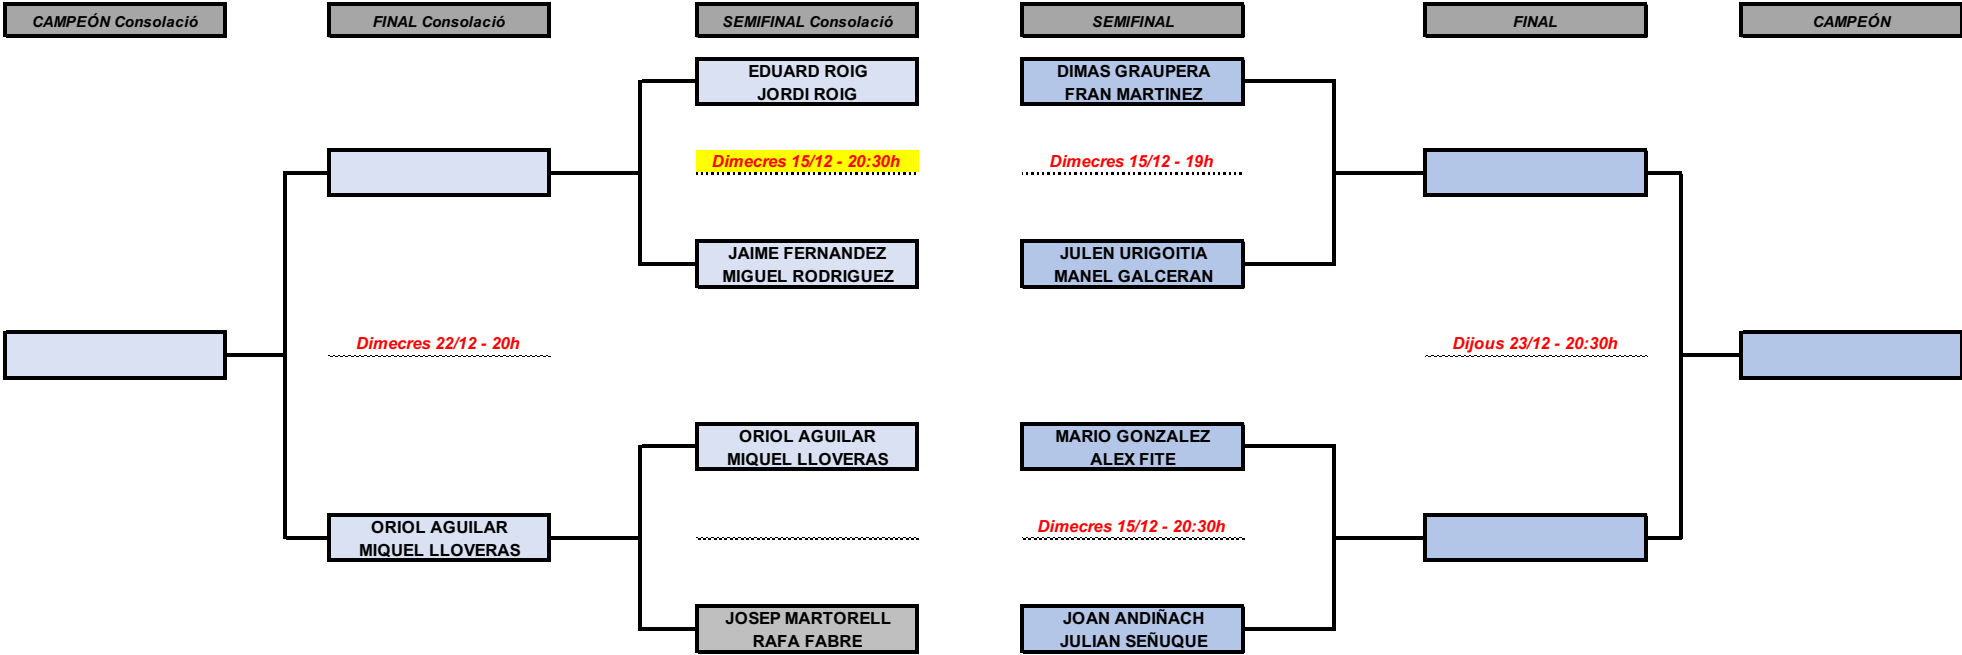 CAMPEÓN Consolació
FINAL Consolació
SEMIFINAL Consolació
SEMIFINAL
FINAL
CAMPEÓN
EDUARD ROIG
JORDI ROIG
DIMAS GRAUPERA
FRAN MARTINEZ
Dimecres 15/12 - 20:30h
Dimecres 15/12 - 19h
JAIME FERNANDEZ
MIGUEL RODRIGUEZ
JULEN URIGOITIA
MANEL GALCERAN
Dimecres 22/12 - 20h
Dijous 23/12 - 20:30h
ORIOL AGUILAR
MIQUEL LLOVERAS
MARIO GONZALEZ
ALEX FITE
ORIOL AGUILAR
MIQUEL LLOVERAS
Dimecres 15/12 - 20:30h
JOSEP MARTORELL
RAFA FABRE
JOAN ANDIÑACH
JULIAN SEÑUQUE